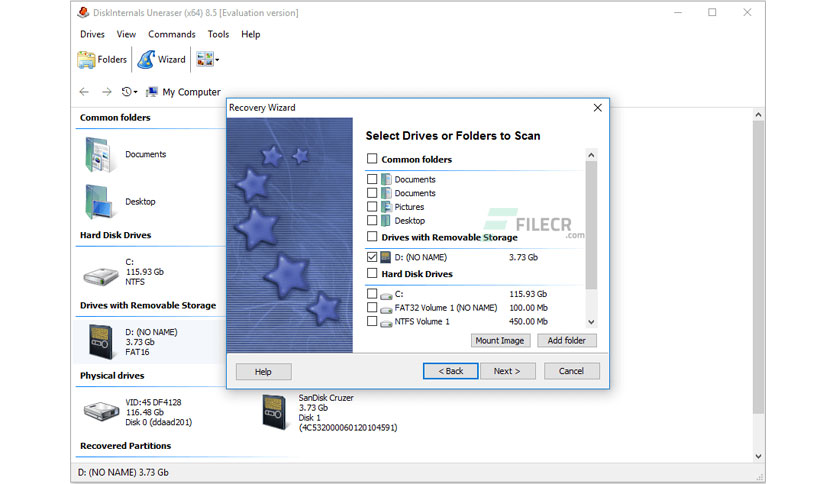 DiskInternals Uneraser (x64) 8.5 [Evaluation version]
Drives View Commands Tools Help
Folders Wizard
My Computer
Common folders
Documents
Desktop
Hard Disk Drives
C:
115.93 Gb
NTFS
Drives with Removable Storage
D: (NO NAME)
3.73 Gb
FAT16
Physical drives
VID:45 DF4128
116.48 Gb
Disk 0 (ddaad201)
SanDisk Cruzer
3.73 Gb
Disk 1
(4C532000060120104591)
Recovered Partitions
D: (NO NAME) 3.73 Gb
Recovery Wizard
Select Drives or Folders to Scan
Common folders
Documents
Documents
Pictures
Desktop
Drives with Removable Storage
D: (NO NAME) 3.73 Gb
Hard Disk Drives
C: 115.93 Gb
FAT32 Volume 1 (NO NAME) 100.00 Mb
NTFS Volume 1 450.00 Mb
Mount Image Add folder
Help < Back Next > Cancel
FILECR
.com